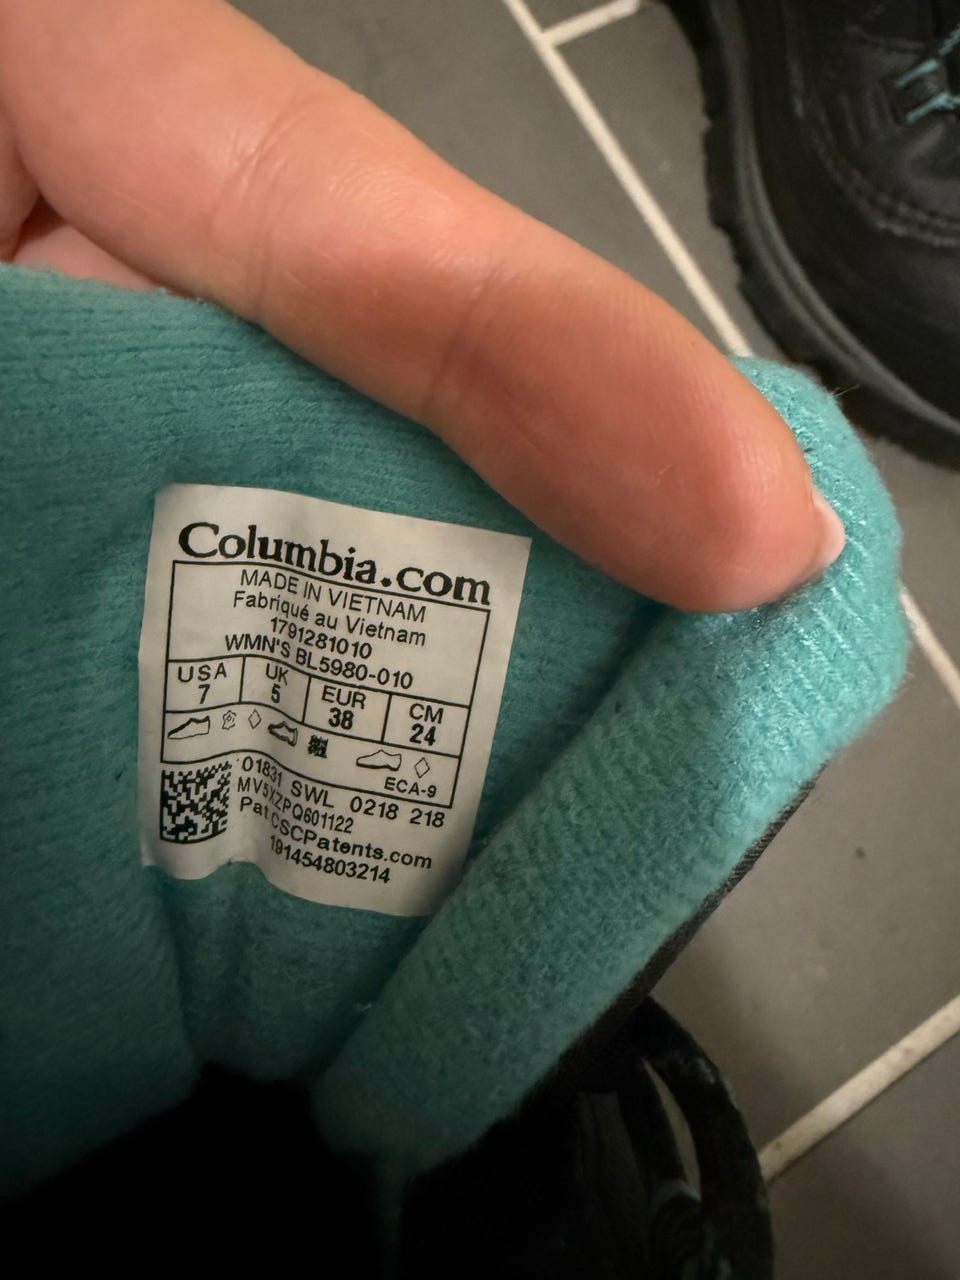 Columbia.com
MADE IN VIETNAM
Fabriqué au Vietnam
1791281010
WMN'S BL5980-010
USA UK EUR CM
7 5 38 24
ECA-9
01831 SWL 0218 218
MV5XZPQ601122
Pat CSCPatents.com
191454803214